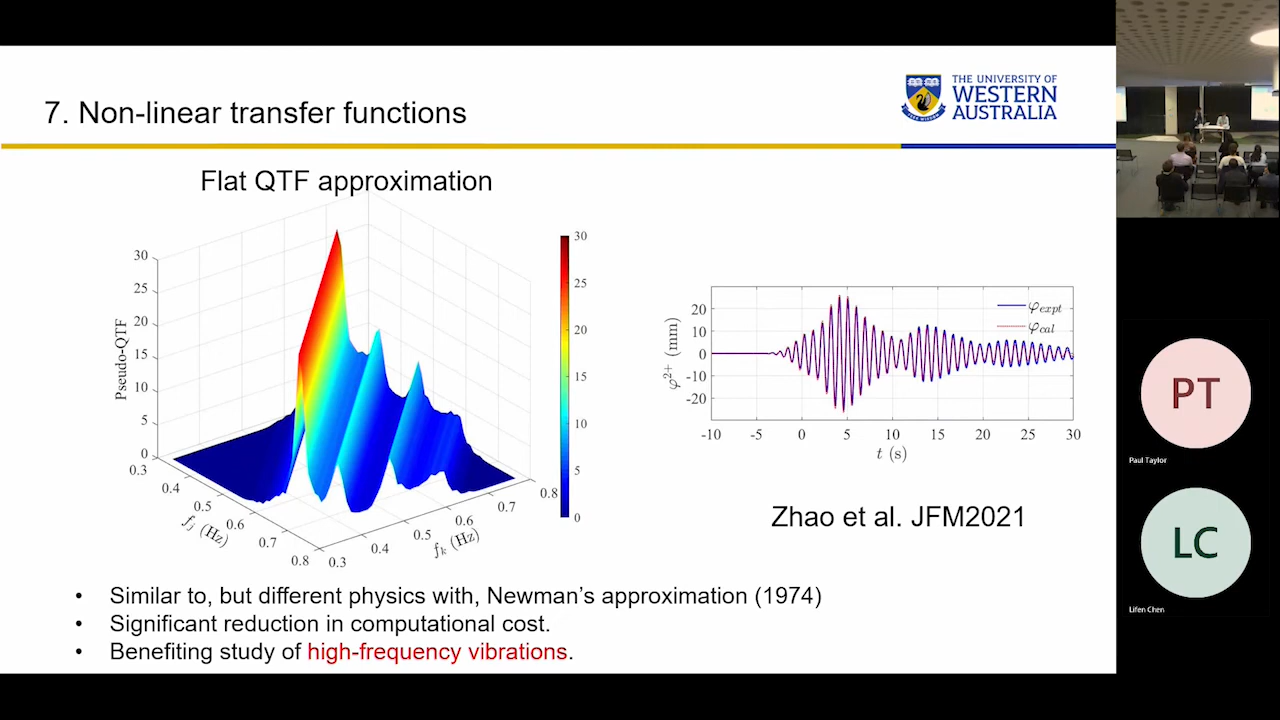 7. Non-linear transfer functions
THE UNIVERSITY OF
WESTERN
AUSTRALIA
Flat QTF approximation
30
25
20
15
10
5
0
Pseudo-QTF
0.3
0.4
0.5
0.6
0.7
0.8
f_j (Hz)
0.3
0.4
0.5
0.6
0.7
0.8
f_k (Hz)
30
25
20
15
10
5
0
φ²⁺ (mm)
20
10
0
-10
-20
φ_expt
φ_cal
-10 -5 0 5 10 15 20 25 30
t (s)
Zhao et al. JFM2021
• Similar to, but different physics with, Newman's approximation (1974)
• Significant reduction in computational cost.
• Benefiting study of high-frequency vibrations.
PT
Paul Taylor
LC
Lifen Chen